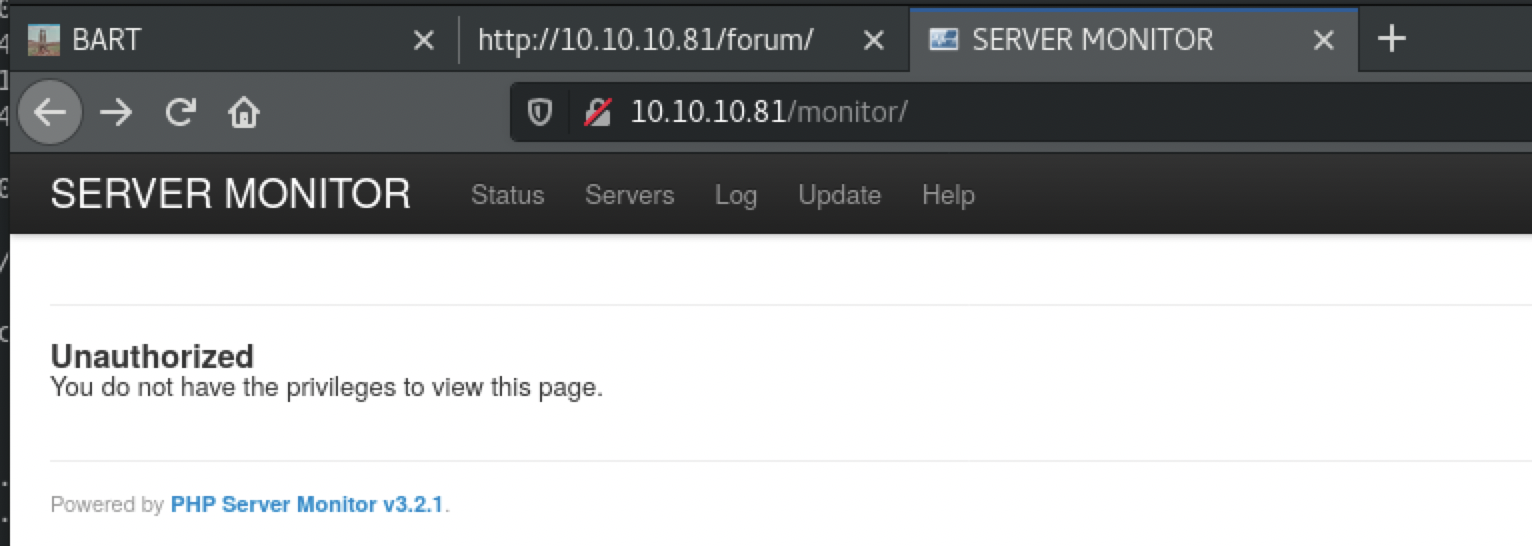 BART
http://10.10.10.81/forum/
SERVER MONITOR
10.10.10.81/monitor/
SERVER MONITOR Status Servers Log Update Help
Unauthorized
You do not have the privileges to view this page.
Powered by PHP Server Monitor v3.2.1.